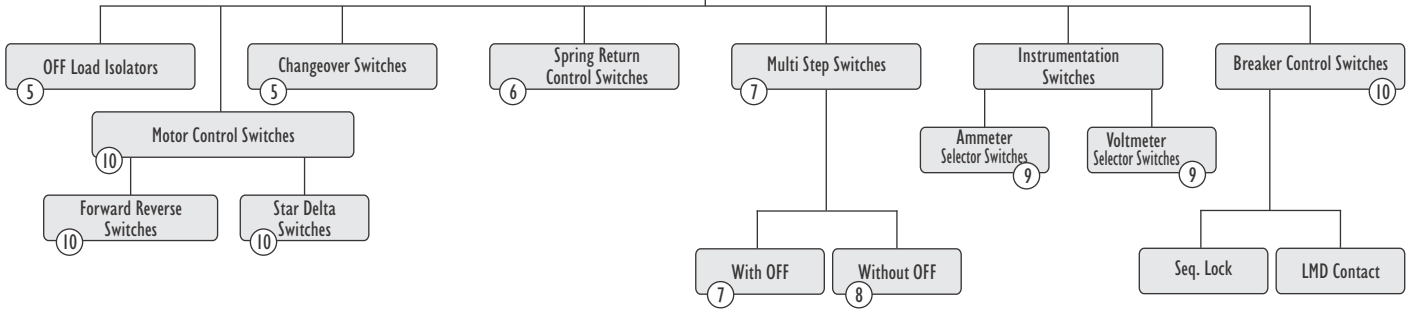 OFF Load Isolators
5
Changeover Switches
5
Spring Return
Control Switches
6
Multi Step Switches
7
Instrumentation
Switches
Breaker Control Switches
10
Motor Control Switches
10
Ammeter
Selector Switches
9
Voltmeter
Selector Switches
9
Forward Reverse
Switches
10
Star Delta
Switches
10
With OFF
7
Without OFF
8
Seq. Lock
LMD Contact